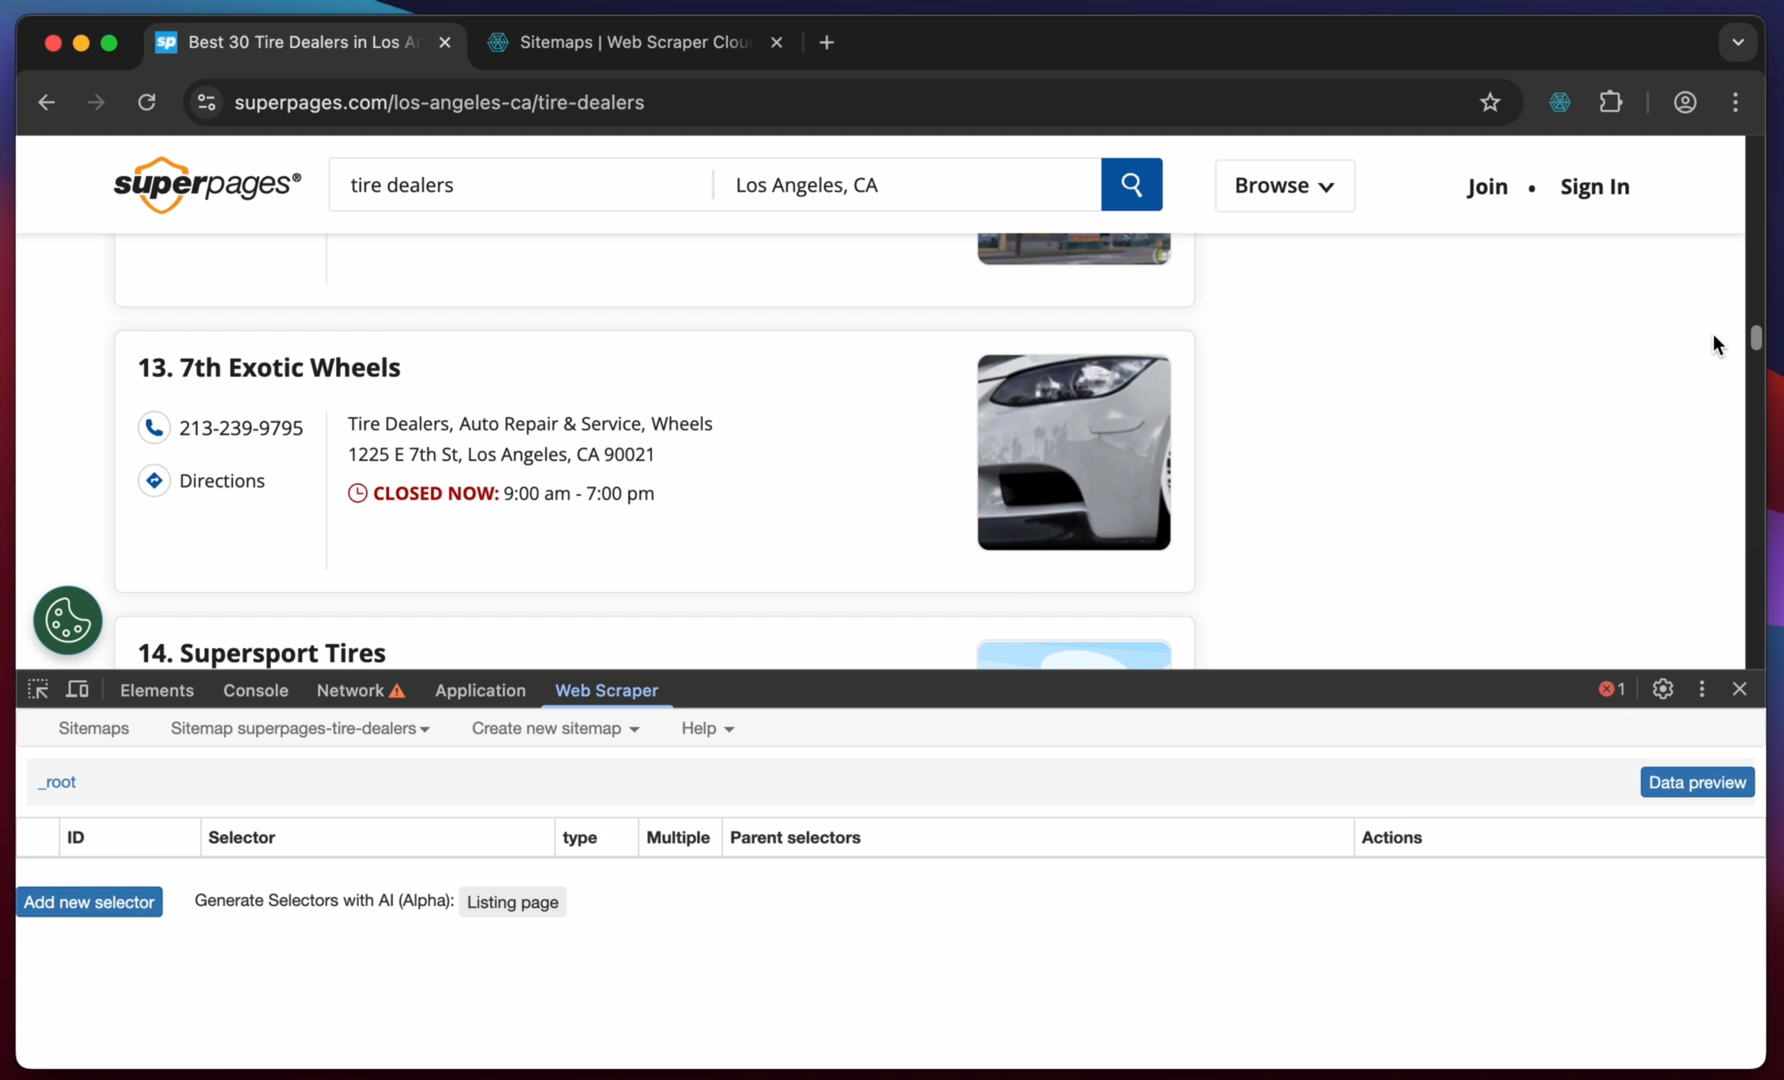 sp Best 30 Tire Dealers in Los A
Sitemaps | Web Scraper Clou
superpages.com/los-angeles-ca/tire-dealers
superpages®
tire dealers
Los Angeles, CA
Browse
Join • Sign In
13. 7th Exotic Wheels
213-239-9795
Directions
Tire Dealers, Auto Repair & Service, Wheels
1225 E 7th St, Los Angeles, CA 90021
CLOSED NOW: 9:00 am - 7:00 pm
14. Supersport Tires
Elements Console Network Application Web Scraper 1
Sitemaps Sitemap superpages-tire-dealers Create new sitemap Help
_root
Data preview
ID Selector type Multiple Parent selectors Actions
Add new selector Generate Selectors with AI (Alpha): Listing page